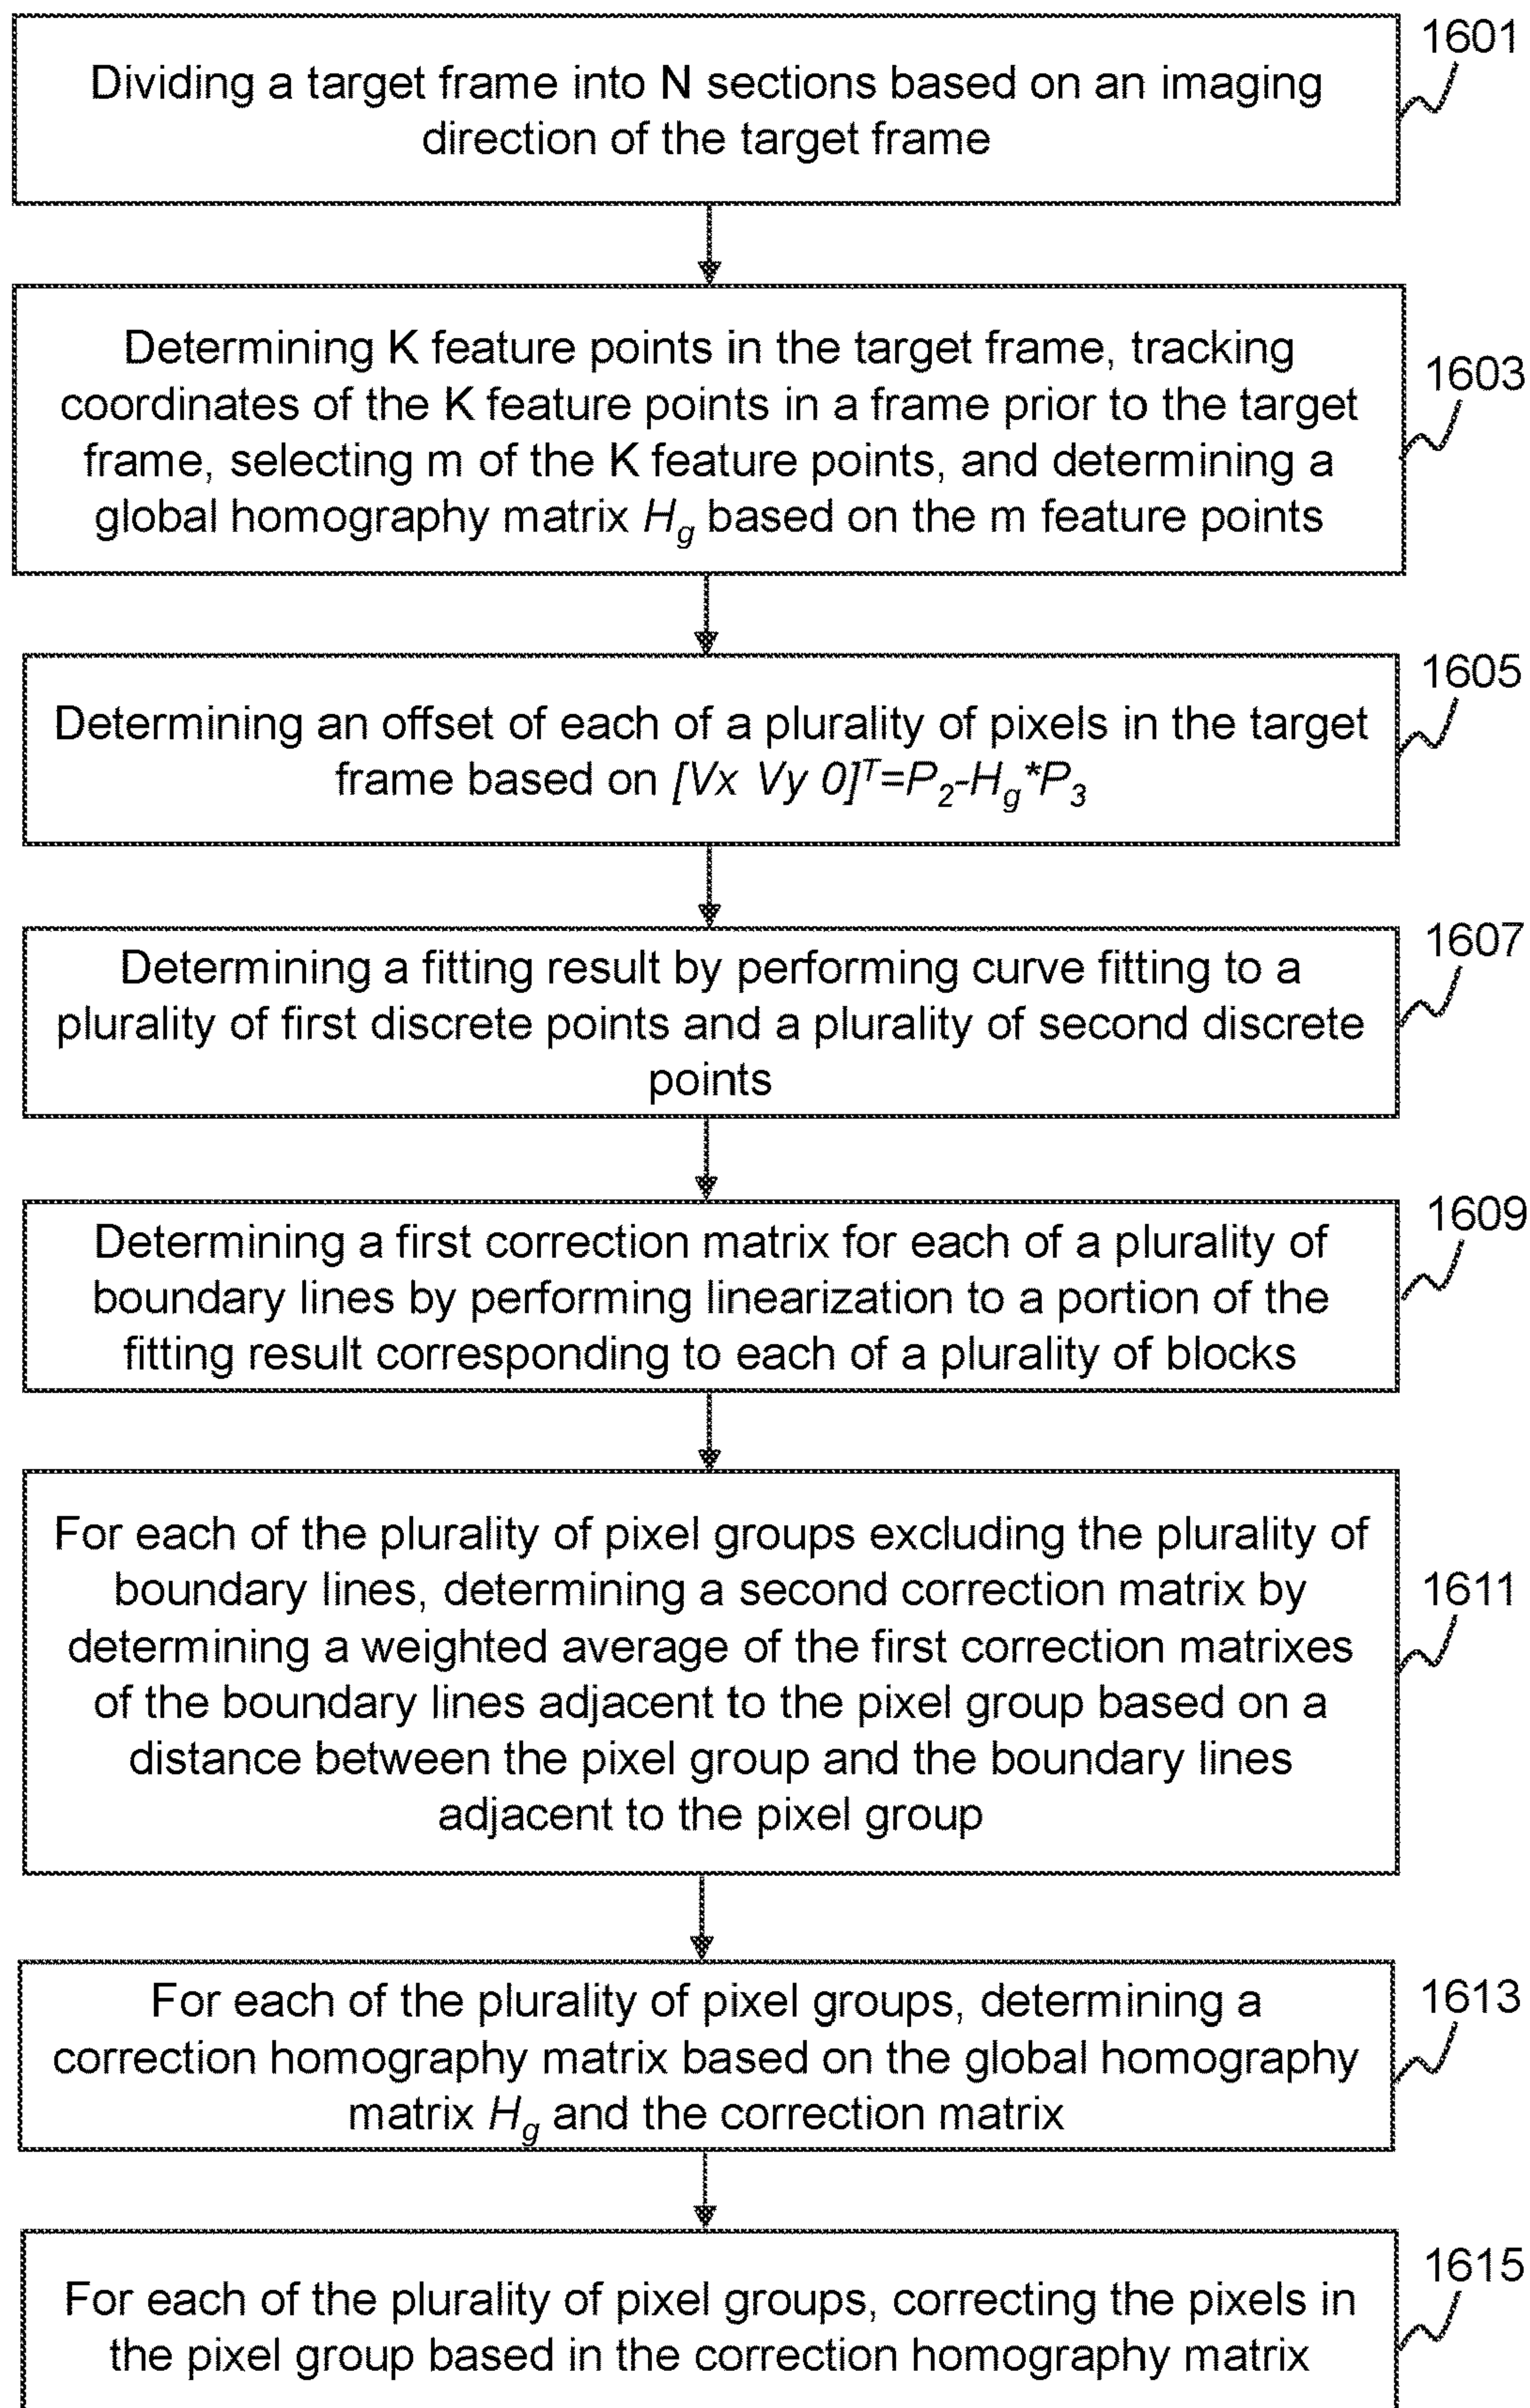 1601
Dividing a target frame into N sections based on an imaging
direction of the target frame
1603
Determining K feature points in the target frame, tracking
coordinates of the K feature points in a frame prior to the target
frame, selecting m of the K feature points, and determining a
global homography matrix Hg based on the m feature points
1605
Determining an offset of each of a plurality of pixels in the target
frame based on [Vx Vy 0]T=P2-Hg*P3
1607
Determining a fitting result by performing curve fitting to a
plurality of first discrete points and a plurality of second discrete
points
1609
Determining a first correction matrix for each of a plurality of
boundary lines by performing linearization to a portion of the
fitting result corresponding to each of a plurality of blocks
1611
For each of the plurality of pixel groups excluding the plurality of
boundary lines, determining a second correction matrix by
determining a weighted average of the first correction matrixes
of the boundary lines adjacent to the pixel group based on a
distance between the pixel group and the boundary lines
adjacent to the pixel group
1613
For each of the plurality of pixel groups, determining a
correction homography matrix based on the global homography
matrix Hg and the correction matrix
1615
For each of the plurality of pixel groups, correcting the pixels in
the pixel group based in the correction homography matrix